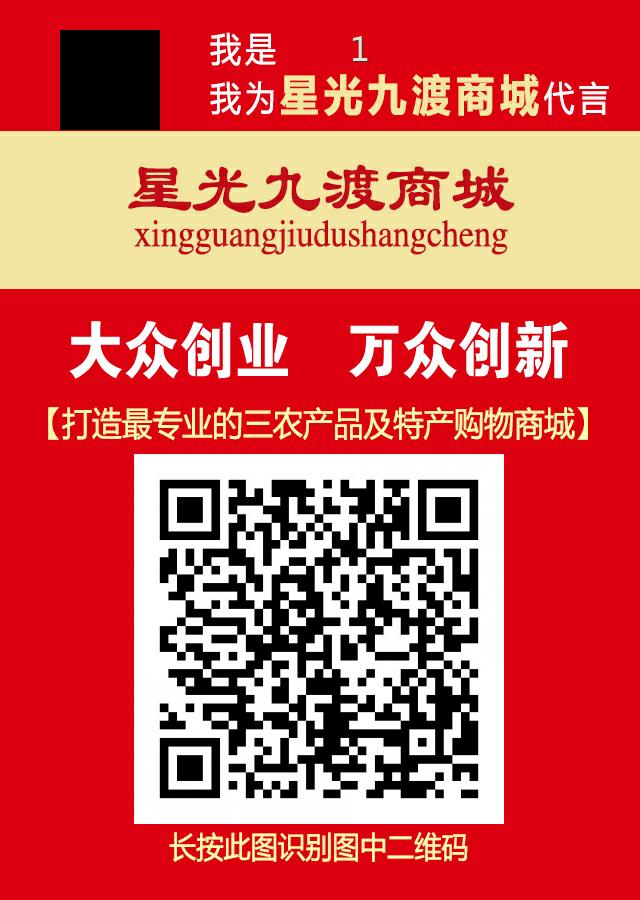 我是 1
我为星光九渡商城代言
星光九渡商城
xingguangjiudushangcheng
大众创业 万众创新
【打造最专业的三农产品及特产购物商城】
长按此图识别图中二维码